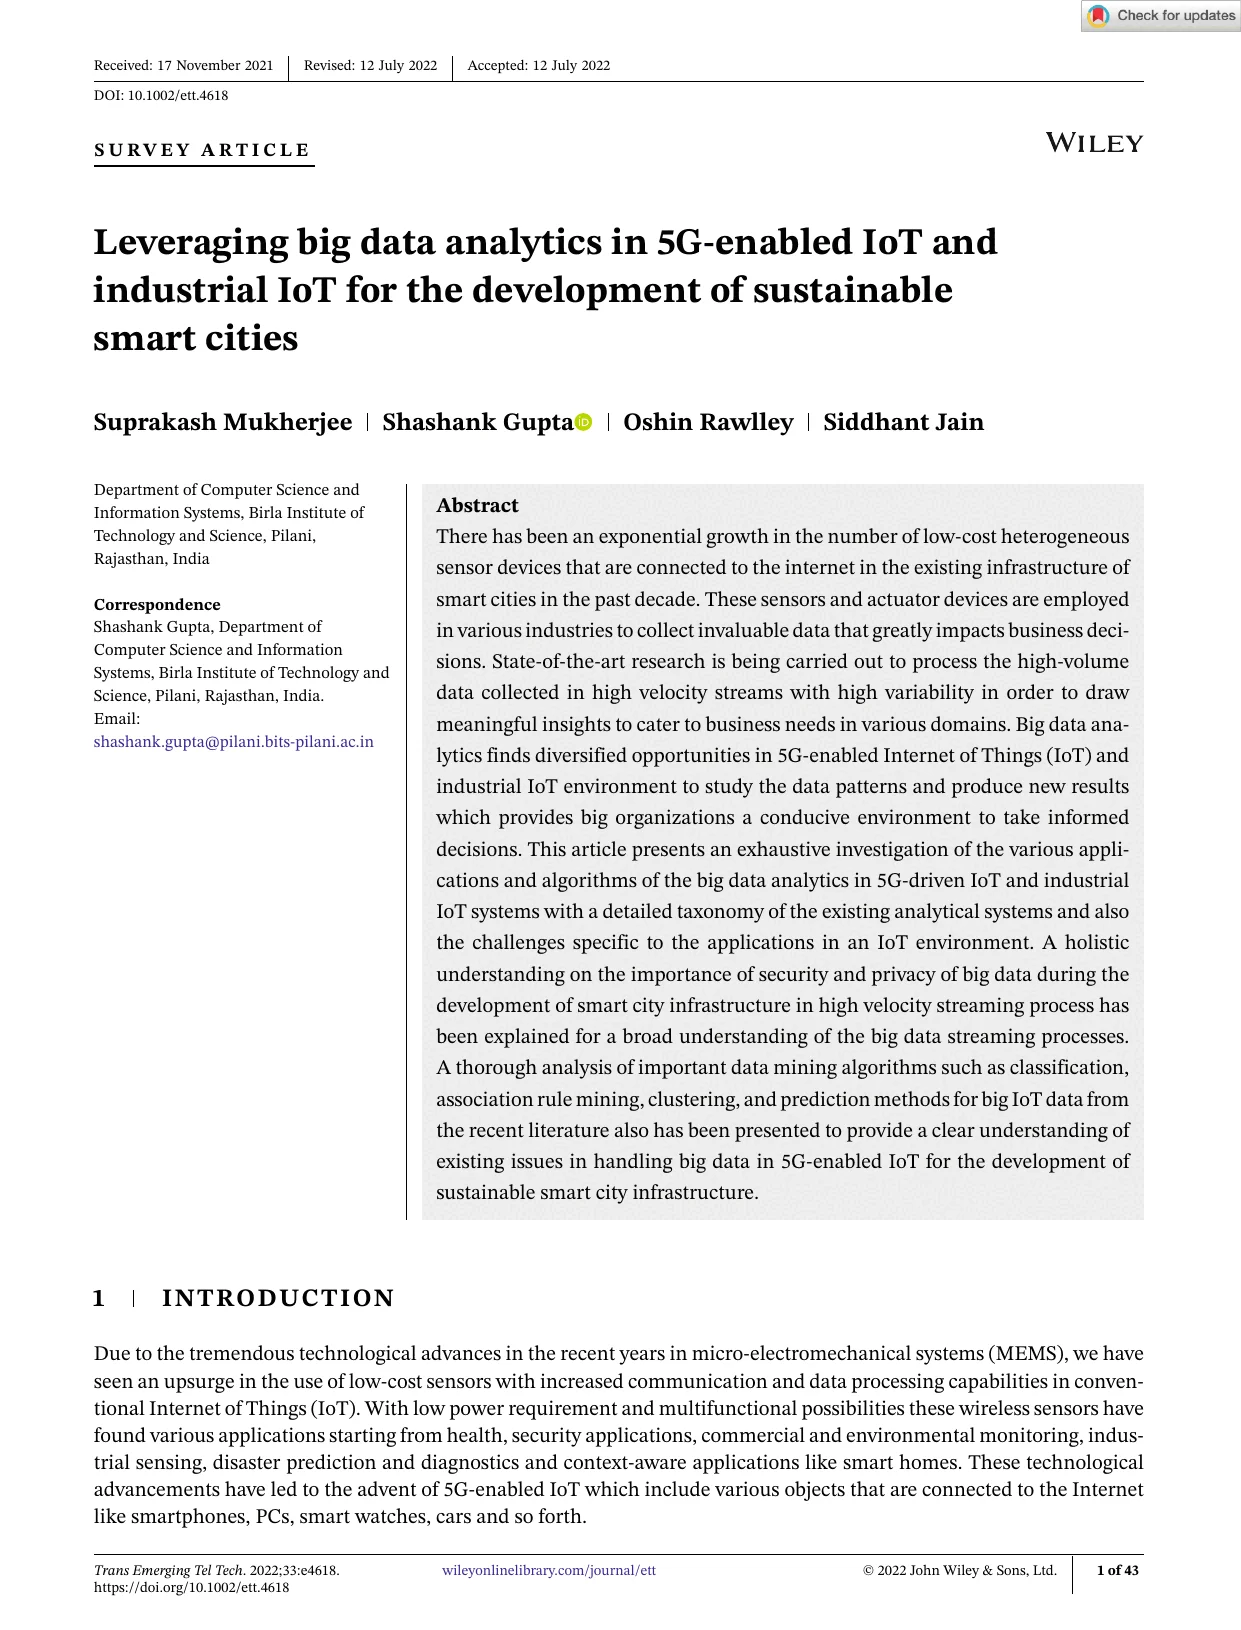 Check for updates
Received: 17 November 2021 Revised: 12 July 2022 Accepted: 12 July 2022
DOI: 10.1002/ett.4618
SURVEY ARTICLE
WILEY
Leveraging big data analytics in 5G-enabled IoT and
industrial IoT for the development of sustainable
smart cities
Suprakash Mukherjee | Shashank Gupta iD | Oshin Rawlley | Siddhant Jain
Department of Computer Science and
Information Systems, Birla Institute of
Technology and Science, Pilani,
Rajasthan, India
Correspondence
Shashank Gupta, Department of
Computer Science and Information
Systems, Birla Institute of Technology and
Science, Pilani, Rajasthan, India.
Email:
shashank.gupta@pilani.bits-pilani.ac.in
Abstract
There has been an exponential growth in the number of low-cost heterogeneous
sensor devices that are connected to the internet in the existing infrastructure of
smart cities in the past decade. These sensors and actuator devices are employed
in various industries to collect invaluable data that greatly impacts business deci-
sions. State-of-the-art research is being carried out to process the high-volume
data collected in high velocity streams with high variability in order to draw
meaningful insights to cater to business needs in various domains. Big data ana-
lytics finds diversified opportunities in 5G-enabled Internet of Things (IoT) and
industrial IoT environment to study the data patterns and produce new results
which provides big organizations a conducive environment to take informed
decisions. This article presents an exhaustive investigation of the various appli-
cations and algorithms of the big data analytics in 5G-driven IoT and industrial
IoT systems with a detailed taxonomy of the existing analytical systems and also
the challenges specific to the applications in an IoT environment. A holistic
understanding on the importance of security and privacy of big data during the
development of smart city infrastructure in high velocity streaming process has
been explained for a broad understanding of the big data streaming processes.
A thorough analysis of important data mining algorithms such as classification,
association rule mining, clustering, and prediction methods for big IoT data from
the recent literature also has been presented to provide a clear understanding of
existing issues in handling big data in 5G-enabled IoT for the development of
sustainable smart city infrastructure.
1 | INTRODUCTION
Due to the tremendous technological advances in the recent years in micro-electromechanical systems (MEMS), we have
seen an upsurge in the use of low-cost sensors with increased communication and data processing capabilities in conven-
tional Internet of Things (IoT). With low power requirement and multifunctional possibilities these wireless sensors have
found various applications starting from health, security applications, commercial and environmental monitoring, indus-
trial sensing, disaster prediction and diagnostics and context-aware applications like smart homes. These technological
advancements have led to the advent of 5G-enabled IoT which include various objects that are connected to the Internet
like smartphones, PCs, smart watches, cars and so forth.
Trans Emerging Tel Tech. 2022;33:e4618. wileyonlinelibrary.com/journal/ett © 2022 John Wiley & Sons, Ltd. 1 of 43
https://doi.org/10.1002/ett.4618